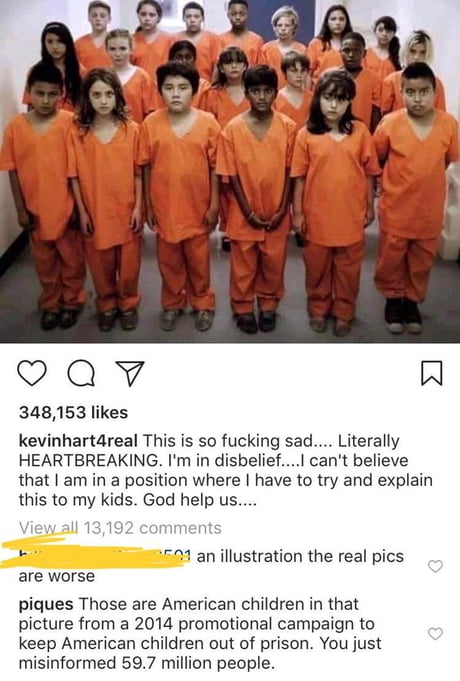 348,153 likes
kevinhart4real This is so fucking sad.... Literally
HEARTBREAKING. I'm in disbelief....I can't believe
that I am in a position where I have to try and explain
this to my kids. God help us....
View all 13,192 comments
an illustration the real pics
are worse
piques Those are American children in that
picture from a 2014 promotional campaign to
keep American children out of prison. You just
misinformed 59.7 million people.